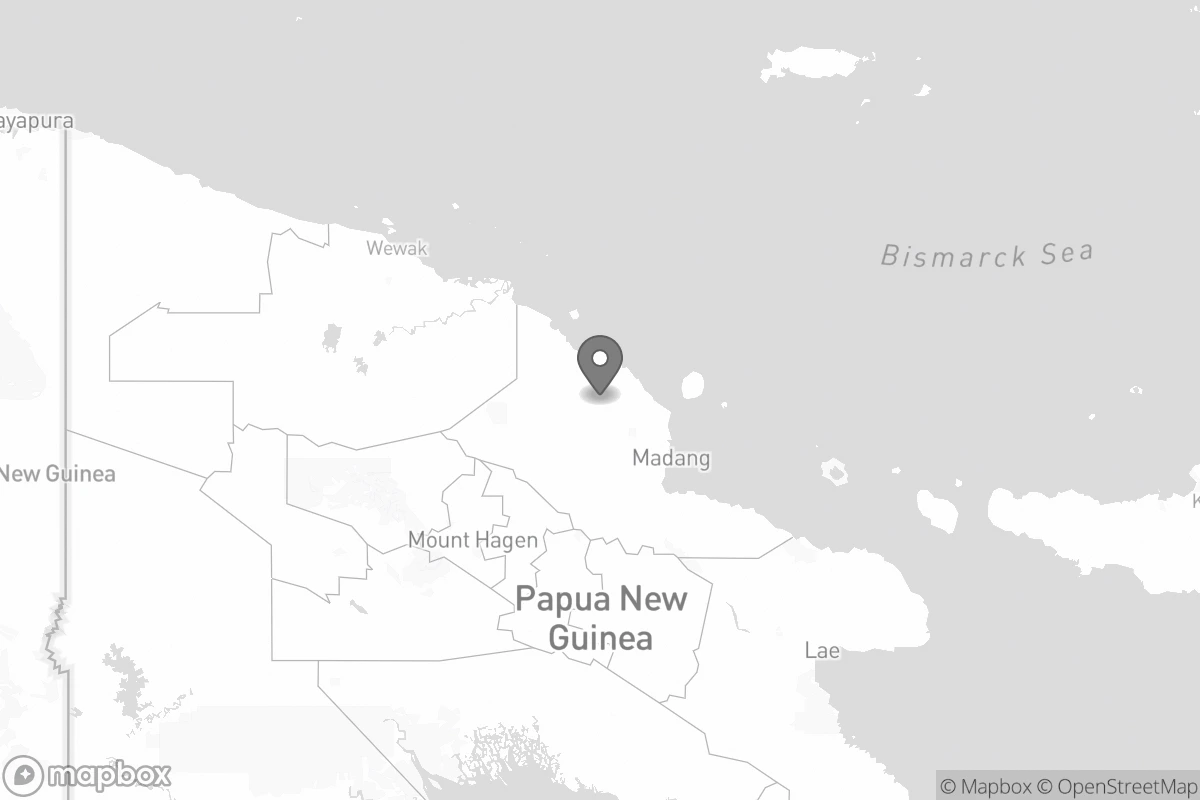 ayapura
Bismarck Sea
Wewak
Madang
New Guinea
Mount Hagen
Papua New
Guinea
Lae
K
mapbox
© Mapbox © OpenStreetMap